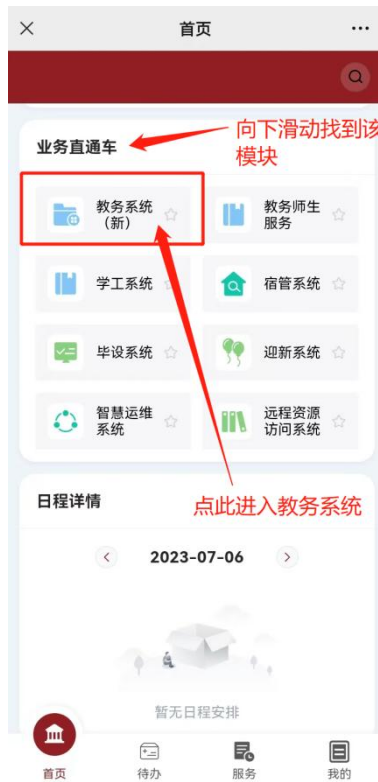 首页
向下滑动找到该
模块
业务直通车
教务系统
(新)
教务师生
服务
学工系统
宿管系统
毕设系统
迎新系统
智慧运维
系统
远程资源
访问系统
日程详情
点此进入教务系统
2023-07-06
暂无日程安排
首页
待办
服务
我的